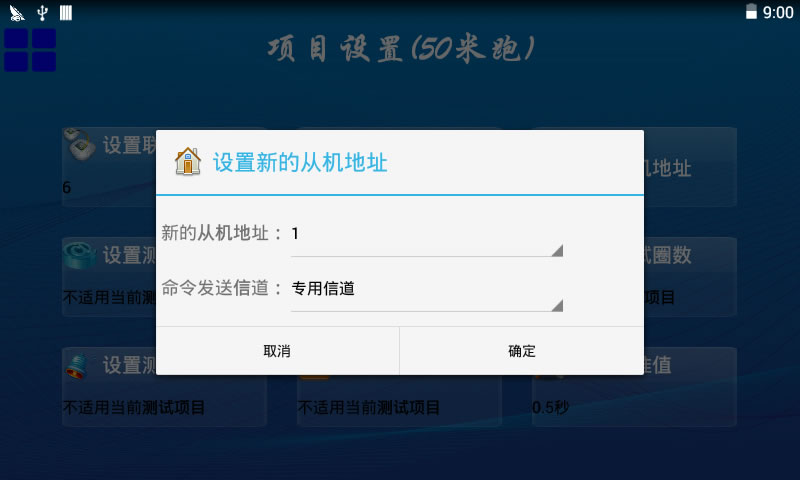 9:00
项目设置(50米跑)
设置联
6
机地址
设置新的从机地址
新的从机地址： 1
命令发送信道： 专用信道
取消
确定
设置测
不适用当前测
试圈数
项目
设置测
不适用当前测试项目
不适用当前测试项目
准值
0.5秒